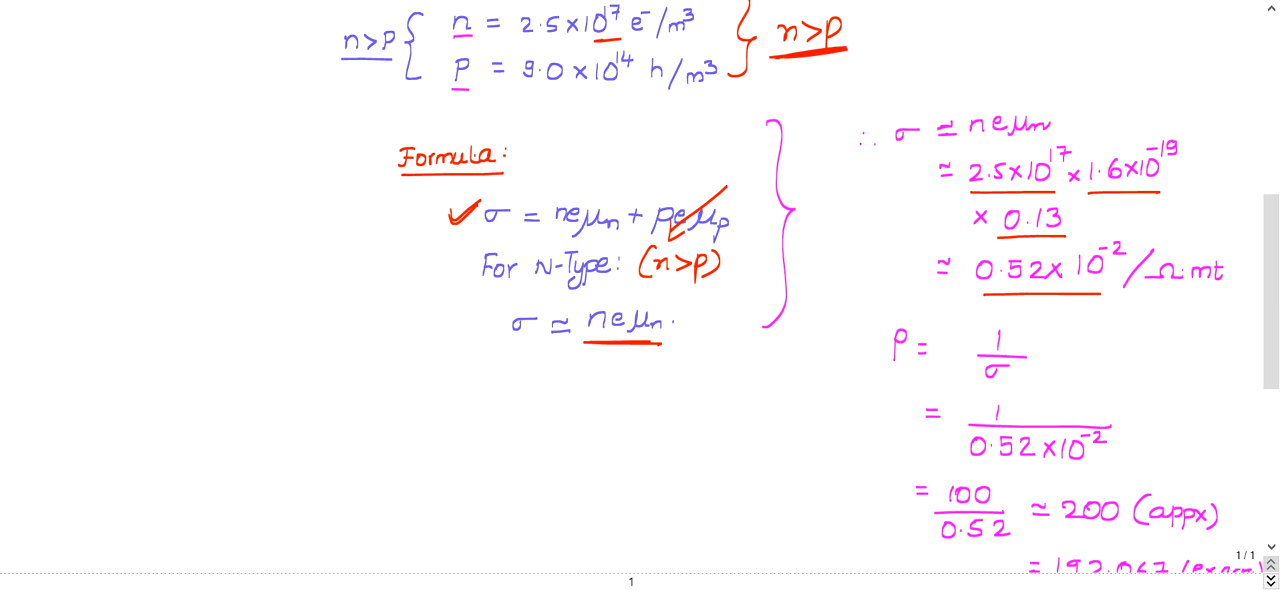 n>p { n = 2.5×10^7 e⁻/m³ } n>p
P = 9.0×10^14 h/m³
Formula:
σ = neμn + peμp
For N-Type: (n>p)
σ ≃ neμn.
∴ σ ≃ neμn
≃ 2.5×10^17 × 1.6×10^-19
× 0.13
≃ 0.52×10^-2/Ω.mt
ρ = 1/σ
= 1/0.52×10^-2
= 100/0.52 ≃ 200 (appx)
1 / 1
1